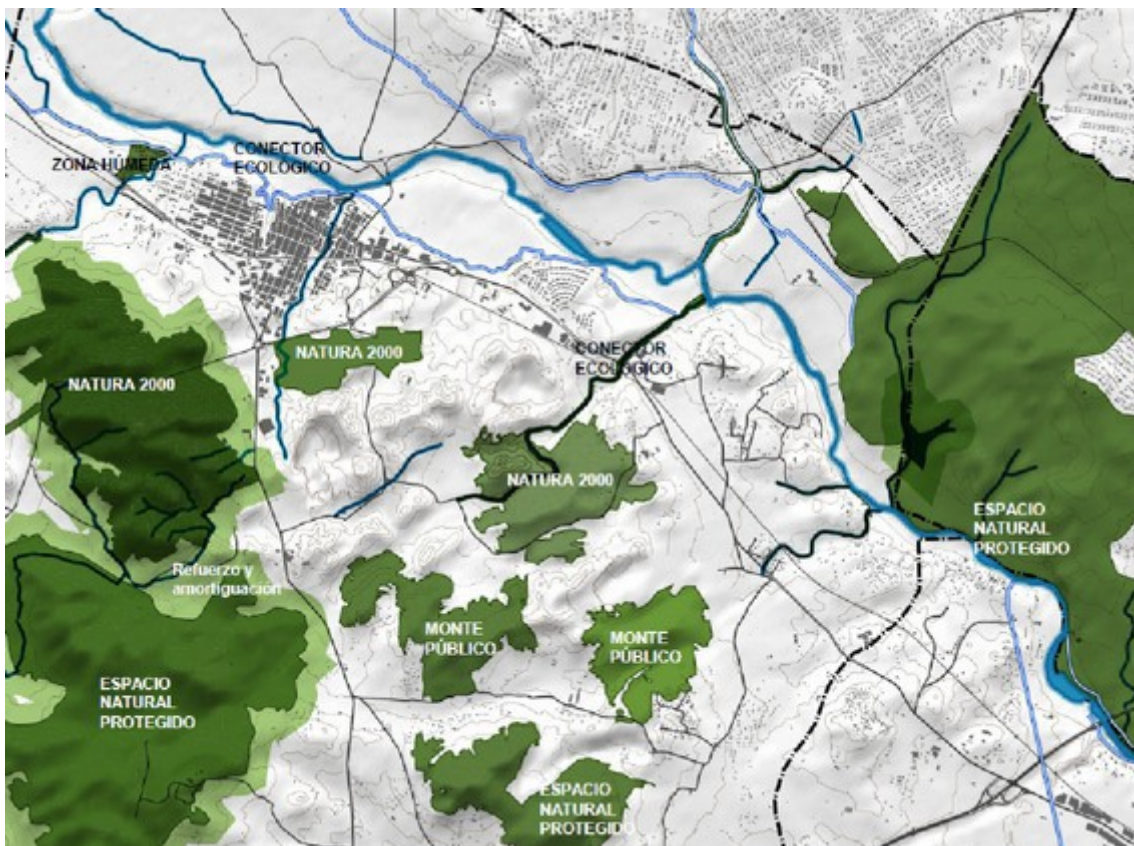 CONECTOR
ECOLÓGICO
ZONA HÚMEDA
NATURA 2000
CONECTOR
ECOLÓGICO
NATURA 2000
NATURA 2000
ESPACIO
NATURAL
PROTEGIDO
Refuerzo y
amortiguación
MONTE
PÚBLICO
MONTE
PÚBLICO
ESPACIO
NATURAL
PROTEGIDO
ESPACIO
NATURAL
PROTEGIDO